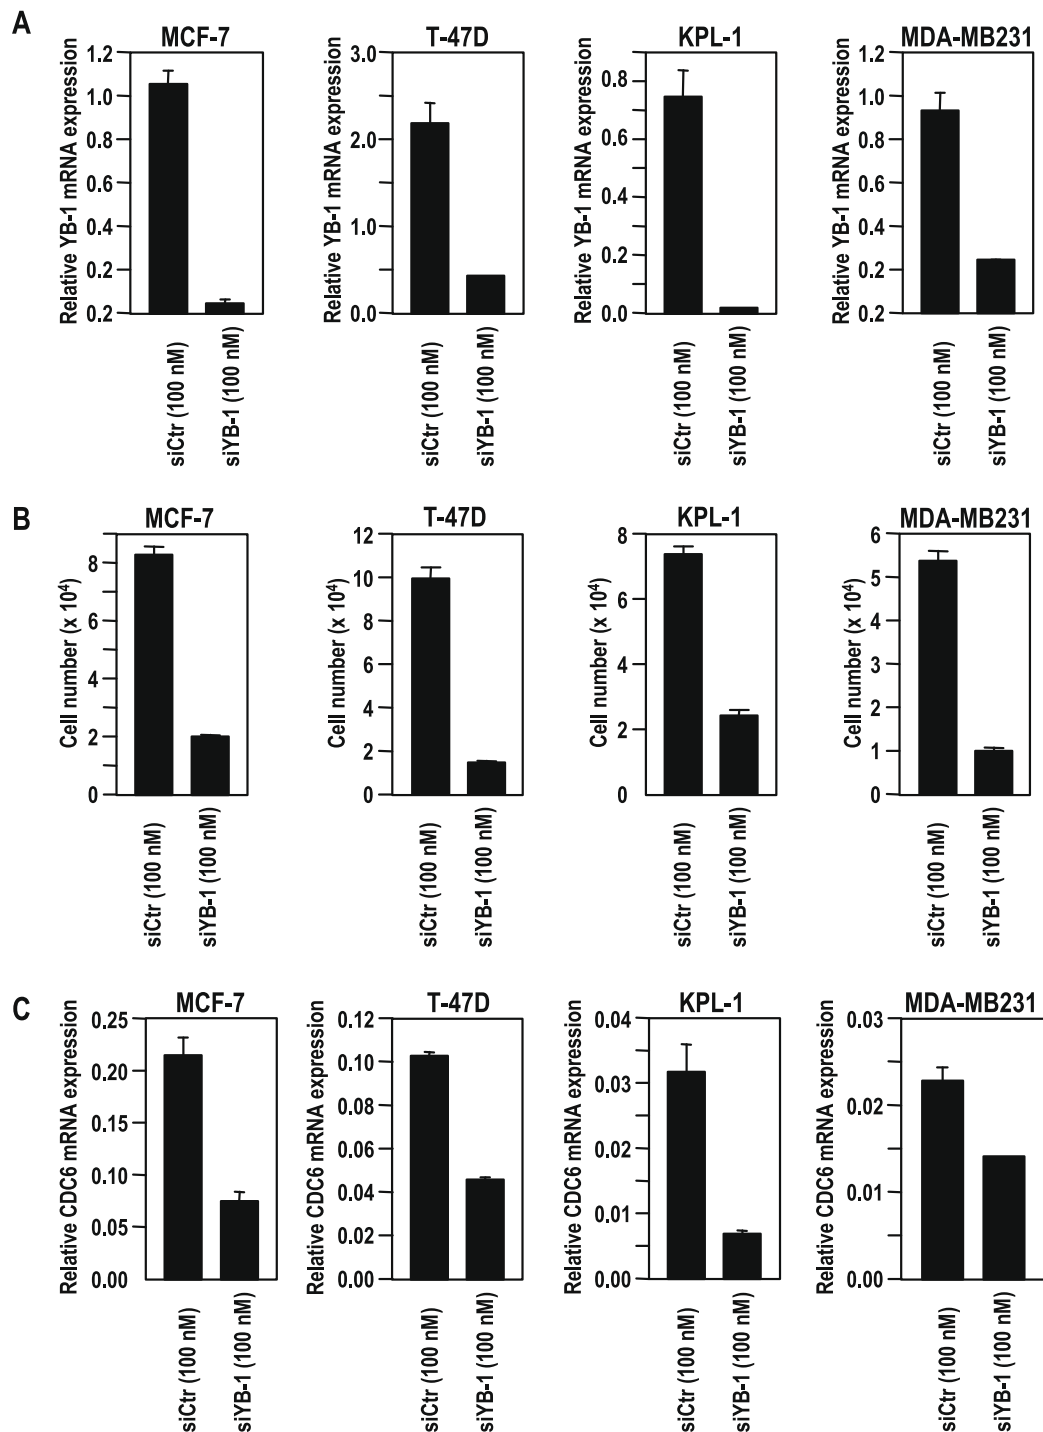 A
MCF-7
T-47D
KPL-1
MDA-MB231
Relative YB-1 mRNA expression
1.2
1.0
0.8
0.6
0.4
0.2
0.2
siCtr (100 nM)
siYB-1 (100 nM)
Relative YB-1 mRNA expression
3.0
2.0
1.0
0.0
siCtr (100 nM)
siYB-1 (100 nM)
Relative YB-1 mRNA expression
0.8
0.6
0.4
0.2
0.0
siCtr (100 nM)
siYB-1 (100 nM)
Relative YB-1 mRNA expression
1.2
1.0
0.8
0.6
0.4
0.2
0.2
siCtr (100 nM)
siYB-1 (100 nM)
B
MCF-7
T-47D
KPL-1
MDA-MB231
Cell number (x 10⁴)
8
6
4
2
0
siCtr (100 nM)
siYB-1 (100 nM)
Cell number (x 10⁴)
12
10
8
6
4
2
0
siCtr (100 nM)
siYB-1 (100 nM)
Cell number (x 10⁴)
8
6
4
2
0
siCtr (100 nM)
siYB-1 (100 nM)
Cell number (x 10⁴)
6
5
4
3
2
1
0
siCtr (100 nM)
siYB-1 (100 nM)
C
MCF-7
T-47D
KPL-1
MDA-MB231
Relative CDC6 mRNA expression
0.25
0.20
0.15
0.10
0.05
0.00
siCtr (100 nM)
siYB-1 (100 nM)
Relative CDC6 mRNA expression
0.12
0.10
0.08
0.06
0.04
0.02
0.00
siCtr (100 nM)
siYB-1 (100 nM)
Relative CDC6 mRNA expression
0.04
0.03
0.02
0.01
0.00
siCtr (100 nM)
siYB-1 (100 nM)
Relative CDC6 mRNA expression
0.03
0.02
0.01
0.00
siCtr (100 nM)
siYB-1 (100 nM)